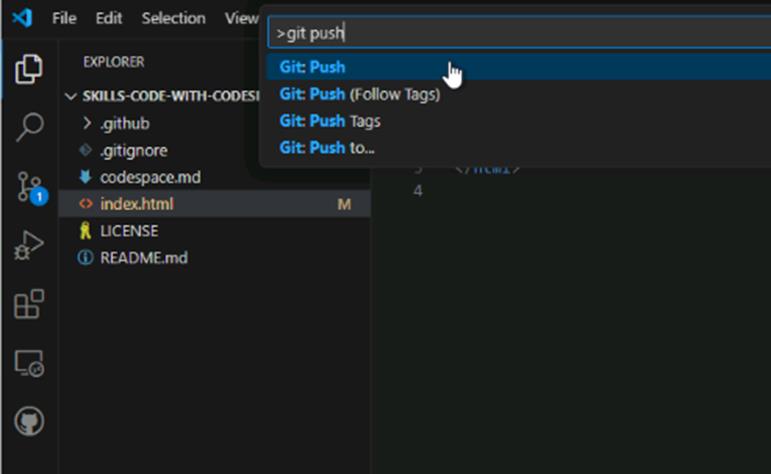 File Edit Selection View
>git push
EXPLORER
Git: Push
SKILLS-CODE-WITH-CODESI
Git: Push (Follow Tags)
.github
Git: Push Tags
.gitignore
Git: Push to...
codespace.md
</html>
index.html M
4
1
LICENSE
README.md